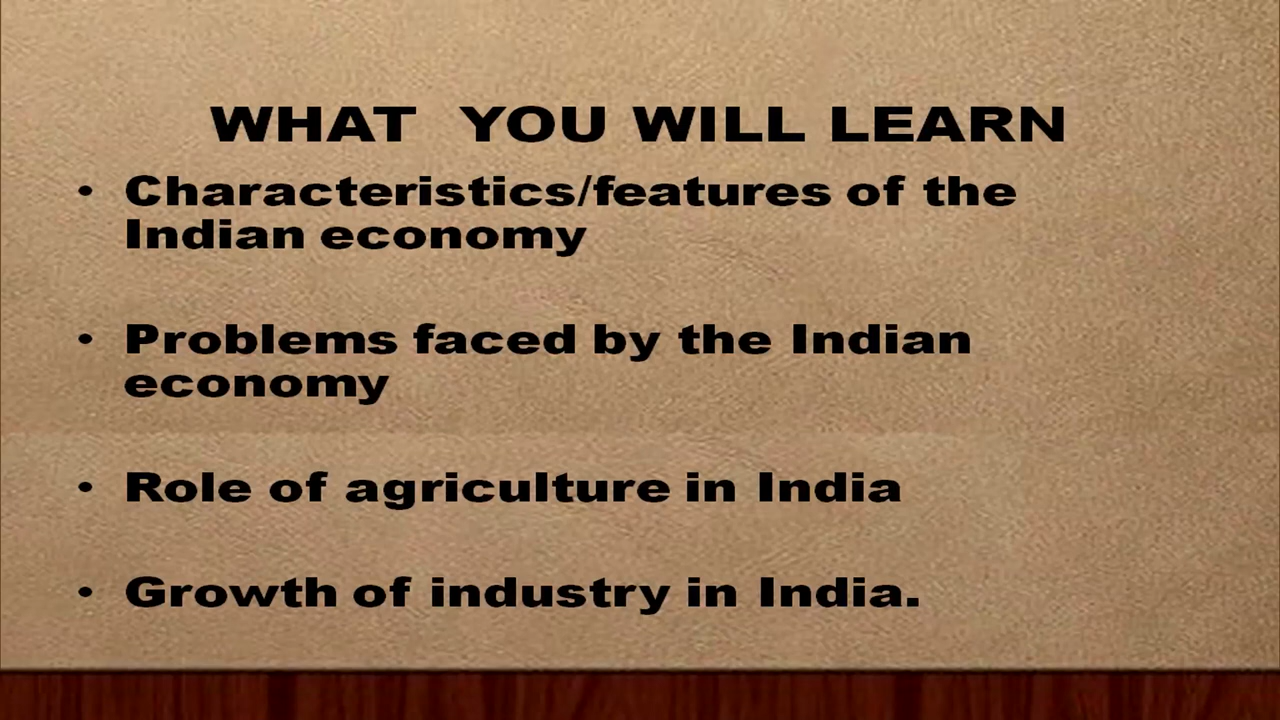 WHAT YOU WILL LEARN
• Characteristics/features of the
Indian economy
• Problems faced by the Indian
economy
• Role of agriculture in India
• Growth of industry in India.